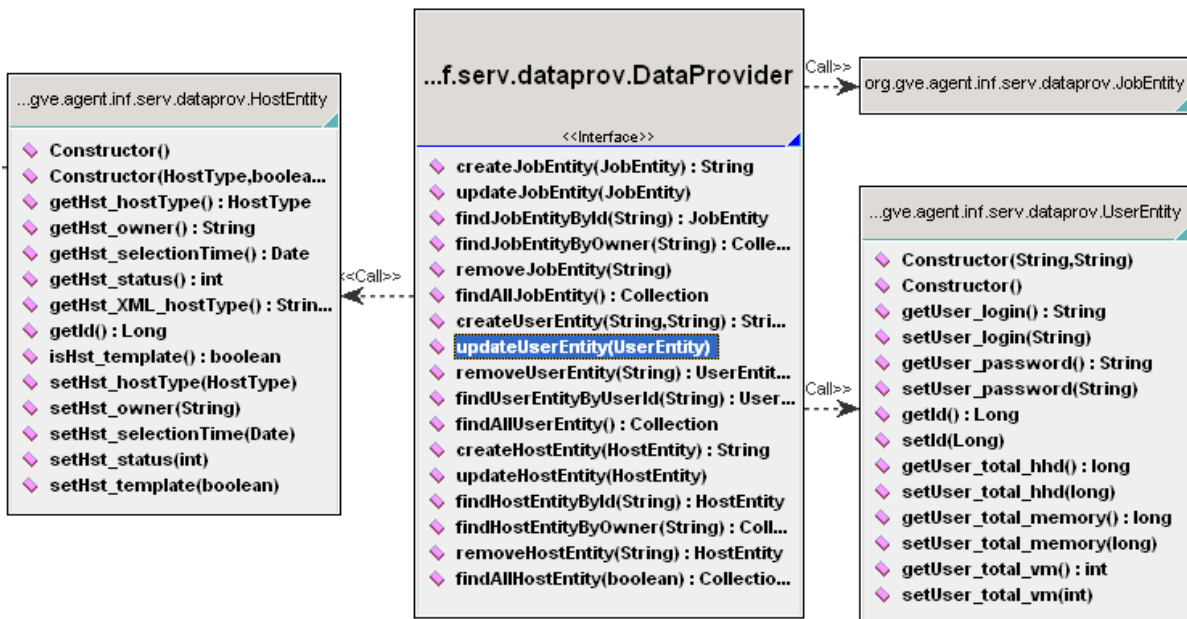 ...gve.agent.inf.serv.dataprov.HostEntity
Constructor()
Constructor(HostType,boolea...
getHst_hostType() : HostType
getHst_owner() : String
getHst_selectionTime() : Date
getHst_status() : int
getHst_XML_hostType() : Strin...
getId() : Long
isHst_template() : boolean
setHst_hostType(HostType)
setHst_owner(String)
setHst_selectionTime(Date)
setHst_status(int)
setHst_template(boolean)
<<Call>>
...f.serv.dataprov.DataProvider
<<Interface>>
createJobEntity(JobEntity) : String
updateJobEntity(JobEntity)
findJobEntityById(String) : JobEntity
findJobEntityByOwner(String) : Colle...
removeJobEntity(String)
findAllJobEntity() : Collection
createUserEntity(String,String) : Stri...
updateUserEntity(UserEntity)
removeUserEntity(String) : UserEntit...
findUserEntityByUserId(String) : User...
findAllUserEntity() : Collection
createHostEntity(HostEntity) : String
updateHostEntity(HostEntity)
findHostEntityById(String) : HostEntity
findHostEntityByOwner(String) : Coll...
removeHostEntity(String) : HostEntity
findAllHostEntity(boolean) : Collectio...
Call>>
org.gve.agent.inf.serv.dataprov.JobEntity
Call>>
...gve.agent.inf.serv.dataprov.UserEntity
Constructor(String,String)
Constructor()
getUser_login() : String
setUser_login(String)
getUser_password() : String
setUser_password(String)
getId() : Long
setId(Long)
getUser_total_hhd() : long
setUser_total_hhd(long)
getUser_total_memory() : long
setUser_total_memory(long)
getUser_total_vm() : int
setUser_total_vm(int)